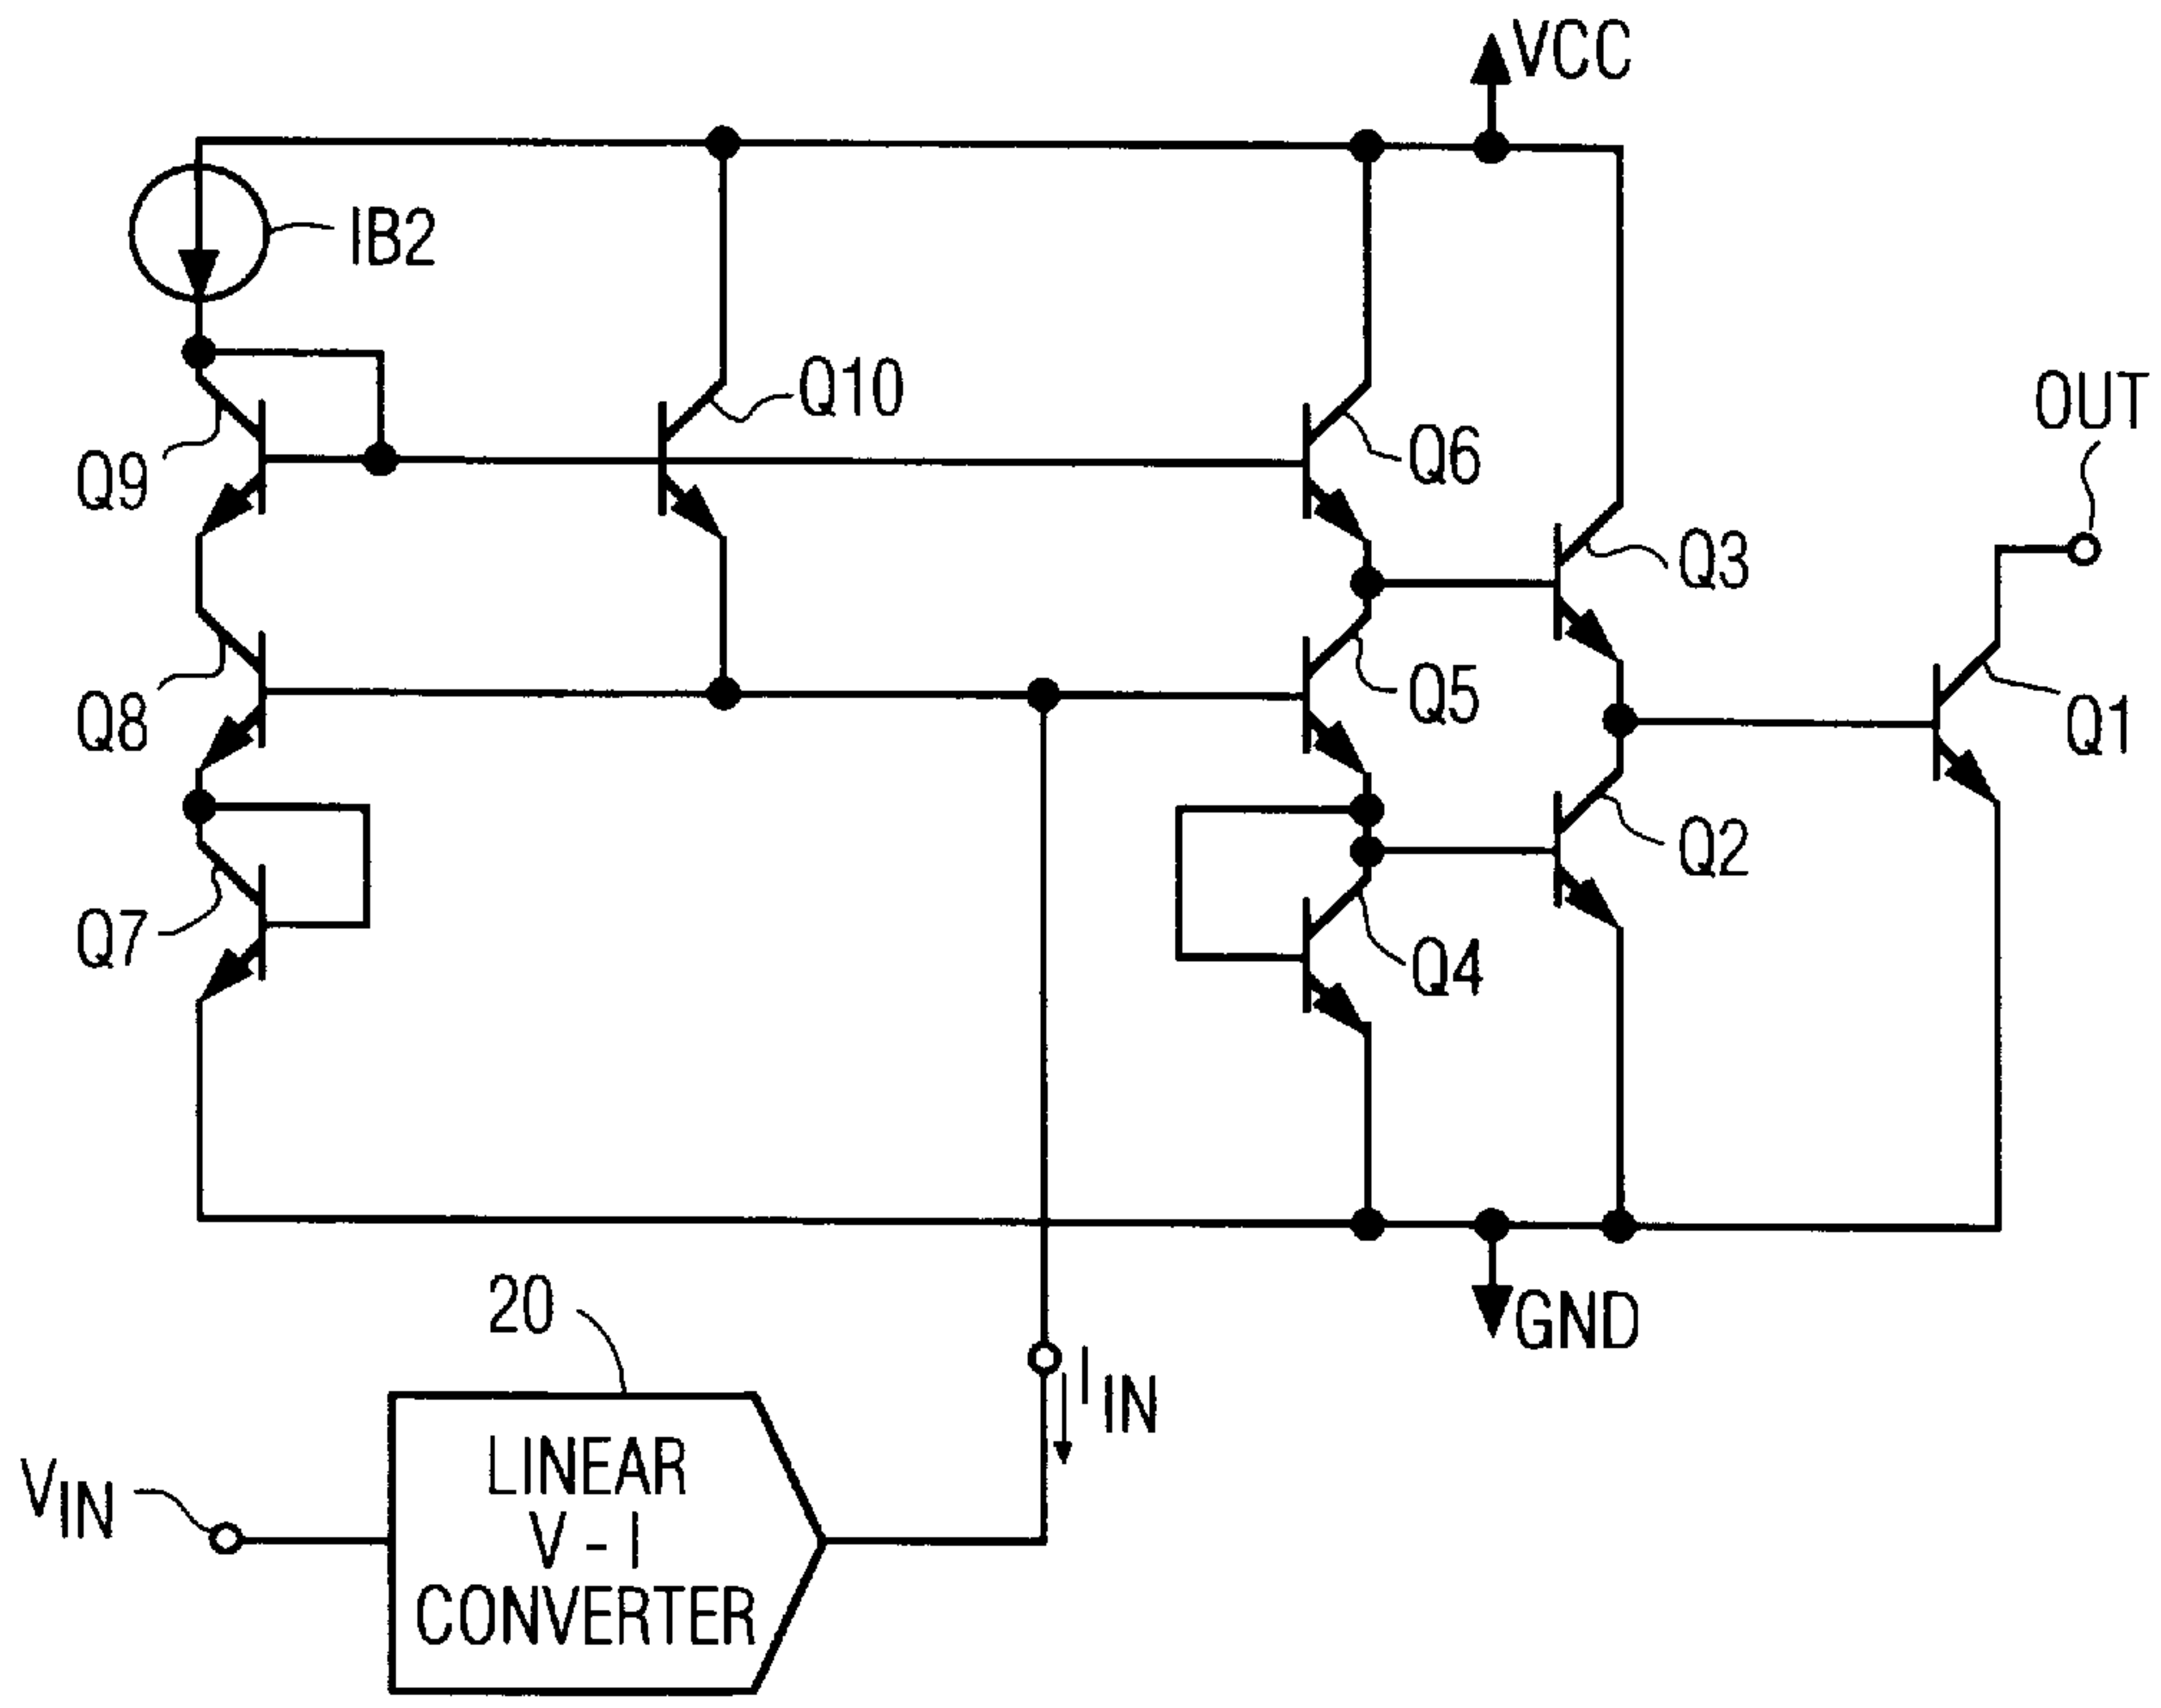 VCC
IB2
Q10
OUT
Q9
Q6
Q3
Q8
Q5
Q1
Q2
Q7
Q4
20
GND
IIN
LINEAR
V-I
CONVERTER
VIN